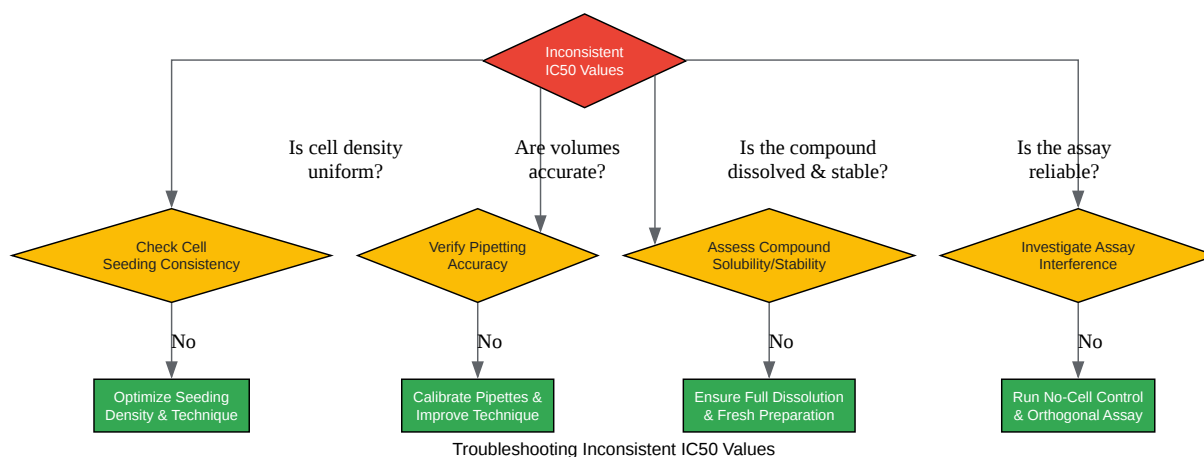 Inconsistent
IC50 Values
Is cell density
uniform?
Are volumes
accurate?
Is the compound
dissolved & stable?
Is the assay
reliable?
Check Cell
Seeding Consistency
Verify Pipetting
Accuracy
Assess Compound
Solubility/Stability
Investigate Assay
Interference
No
No
No
No
Optimize Seeding
Density & Technique
Calibrate Pipettes &
Improve Technique
Ensure Full Dissolution
& Fresh Preparation
Run No-Cell Control
& Orthogonal Assay
Troubleshooting Inconsistent IC50 Values